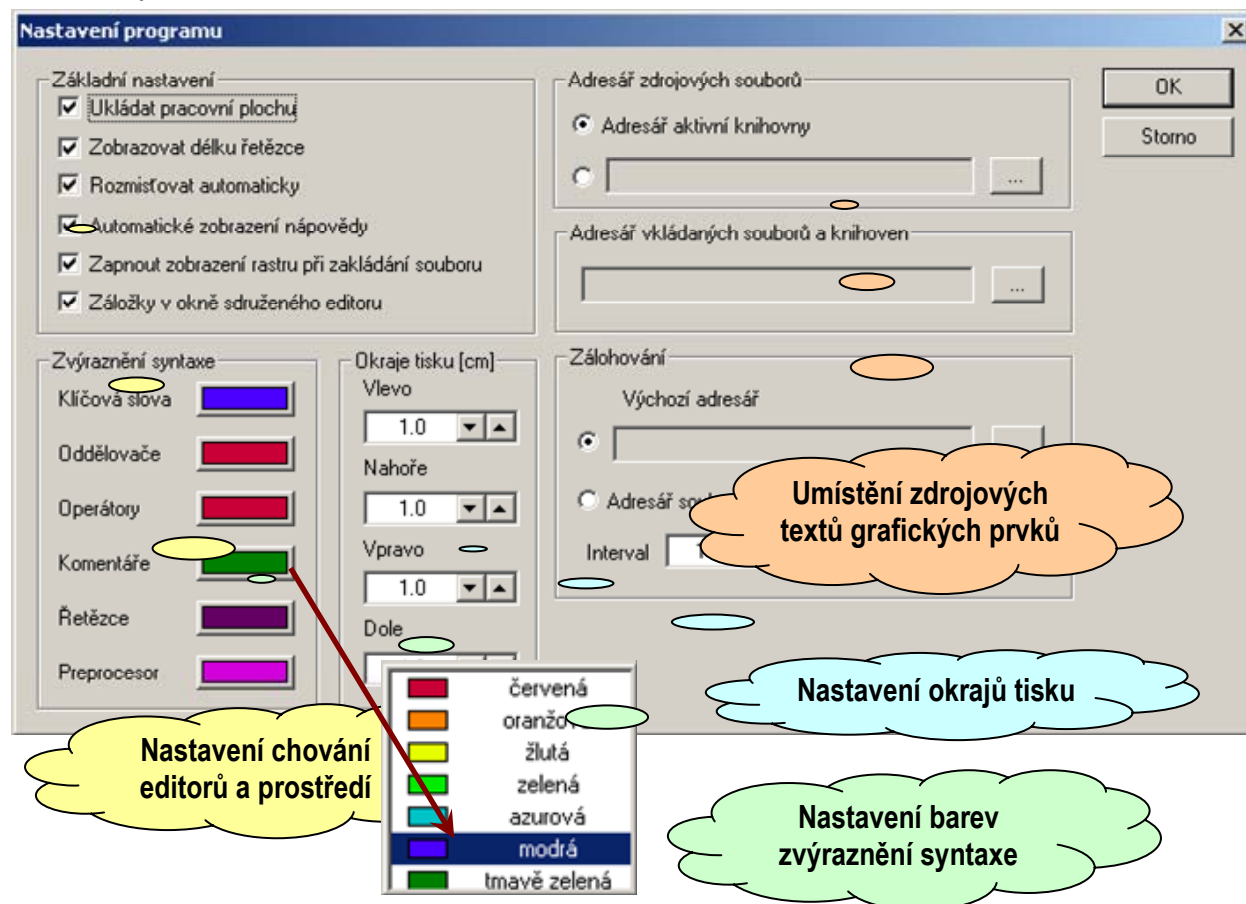 Nastavení programu
Základní nastavení
Ukládat pracovní plochu
Zobrazovat délku řetězce
Rozmisťovat automaticky
Automatické zobrazení nápovědy
Zapnout zobrazení rastru při zakládání souboru
Záložky v okně sdruženého editoru
Adresář zdrojových souborů
Adresář aktivní knihovny
...
Adresář vkládaných souborů a knihoven
...
OK
Storno
Zvýraznění syntaxe
Klíčová slova
Oddělovače
Operátory
Komentáře
Řetězce
Preprocesor
Okraje tisku [cm]
Vlevo
1.0
Nahoře
1.0
Vpravo
1.0
Dole
Zálohování
Výchozí adresář
Adresář
Interval
Umístění zdrojových
textů grafických prvků
Nastavení okrajů tisku
Nastavení chování
editorů a prostředí
červená
žlutá
zelená
azurová
modrá
tmavě zelená
Nastavení barev
zvýraznění syntaxe